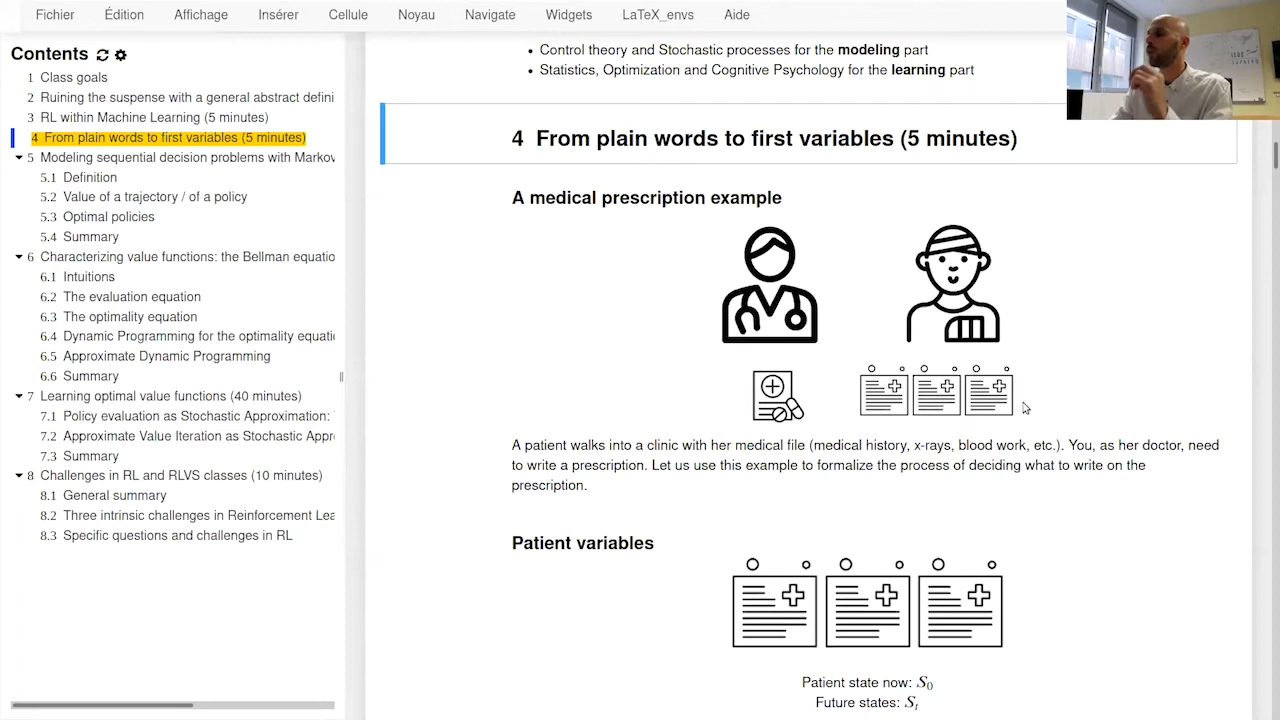 Fichier Édition Affichage Insérer Cellule Noyau Navigate Widgets LaTeX_envs Aide
Contents
1 Class goals
2 Ruining the suspense with a general abstract defini
3 RL within Machine Learning (5 minutes)
4 From plain words to first variables (5 minutes)
5 Modeling sequential decision problems with Markov
5.1 Definition
5.2 Value of a trajectory / of a policy
5.3 Optimal policies
5.4 Summary
6 Characterizing value functions: the Bellman equatio
6.1 Intuitions
6.2 The evaluation equation
6.3 The optimality equation
6.4 Dynamic Programming for the optimality equati
6.5 Approximate Dynamic Programming
6.6 Summary
7 Learning optimal value functions (40 minutes)
7.1 Policy evaluation as Stochastic Approximation:
7.2 Approximate Value Iteration as Stochastic Appr
7.3 Summary
8 Challenges in RL and RLVS classes (10 minutes)
8.1 General summary
8.2 Three intrinsic challenges in Reinforcement Lea
8.3 Specific questions and challenges in RL
• Control theory and Stochastic processes for the modeling part
• Statistics, Optimization and Cognitive Psychology for the learning part
4 From plain words to first variables (5 minutes)
A medical prescription example
A patient walks into a clinic with her medical file (medical history, x-rays, blood work, etc.). You, as her doctor, need
to write a prescription. Let us use this example to formalize the process of deciding what to write on the
prescription.
Patient variables
Patient state now: S₀
Future states: Sₜ